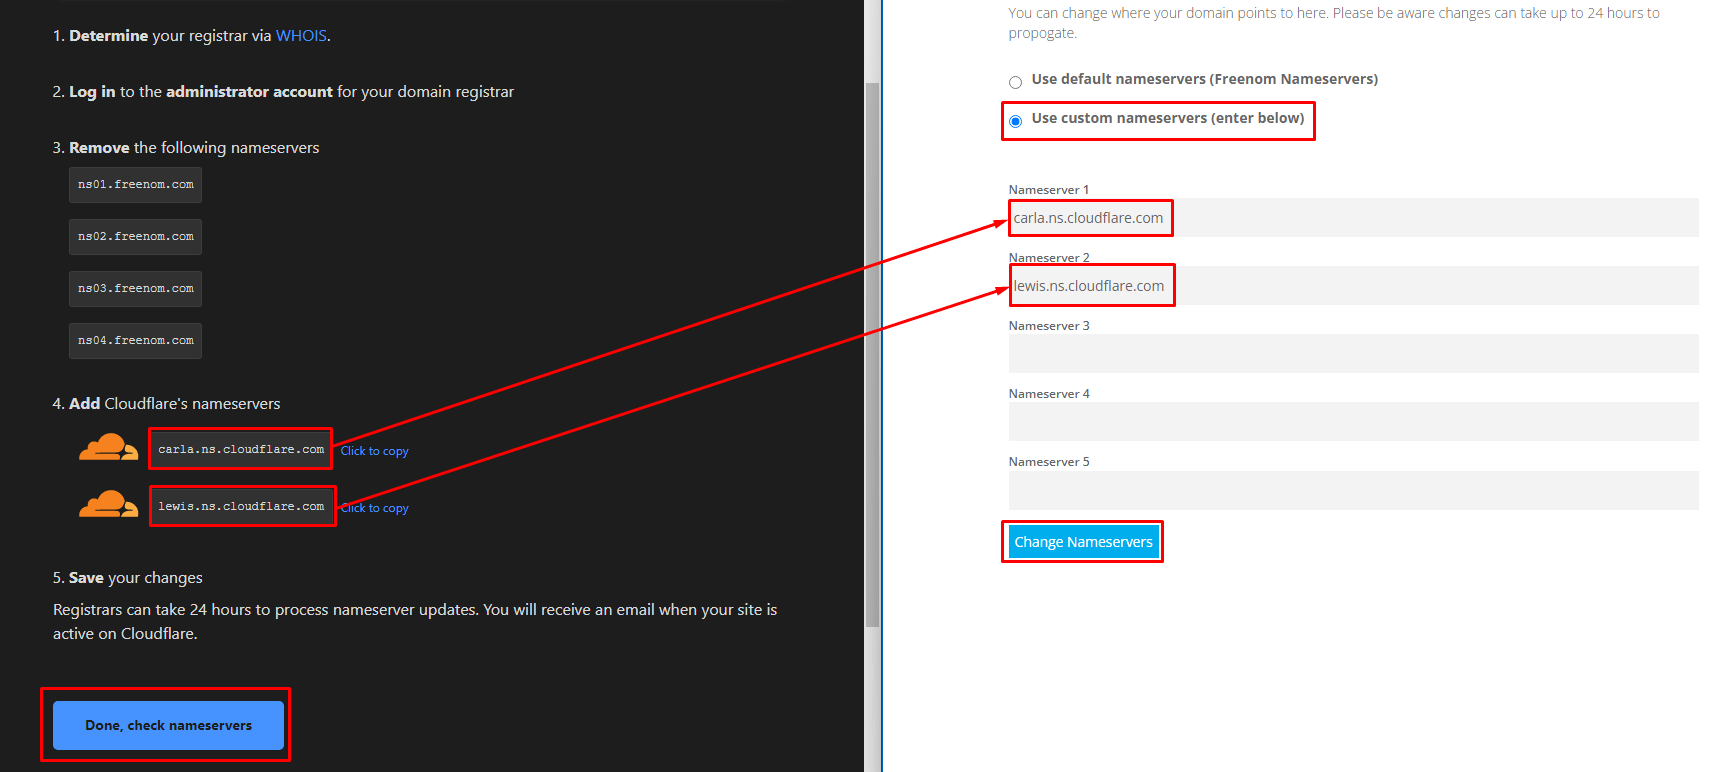 1. Determine your registrar via WHOIS.
2. Log in to the administrator account for your domain registrar
3. Remove the following nameservers
ns01.freenom.com
ns02.freenom.com
ns03.freenom.com
ns04.freenom.com
4. Add Cloudflare's nameservers
carla.ns.cloudflare.com Click to copy
lewis.ns.cloudflare.com Click to copy
5. Save your changes
Registrars can take 24 hours to process nameserver updates. You will receive an email when your site is
active on Cloudflare.
Done, check nameservers
You can change where your domain points to here. Please be aware changes can take up to 24 hours to
propogate.
Use default nameservers (Freenom Nameservers)
Use custom nameservers (enter below)
Nameserver 1
carla.ns.cloudflare.com
Nameserver 2
lewis.ns.cloudflare.com
Nameserver 3
Nameserver 4
Nameserver 5
Change Nameservers